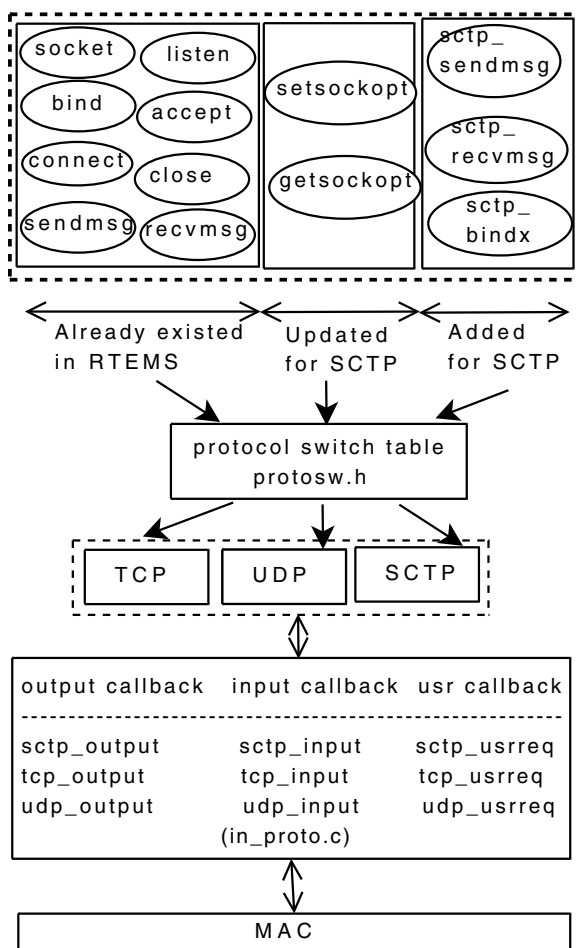 socket listen
bind accept
connect close
sendmsg recvmsg
setsockopt
getsockopt
sctp_
sendmsg
sctp_
recvmsg
sctp_
bindx
Already existed
in RTEMS
Updated
for SCTP
Added
for SCTP
protocol switch table
protosw.h
TCP UDP SCTP
output callback input callback usr callback
--------------------------------------------------------
sctp_output sctp_input sctp_usrreq
tcp_output tcp_input tcp_usrreq
udp_output udp_input udp_usrreq
(in_proto.c)
MAC